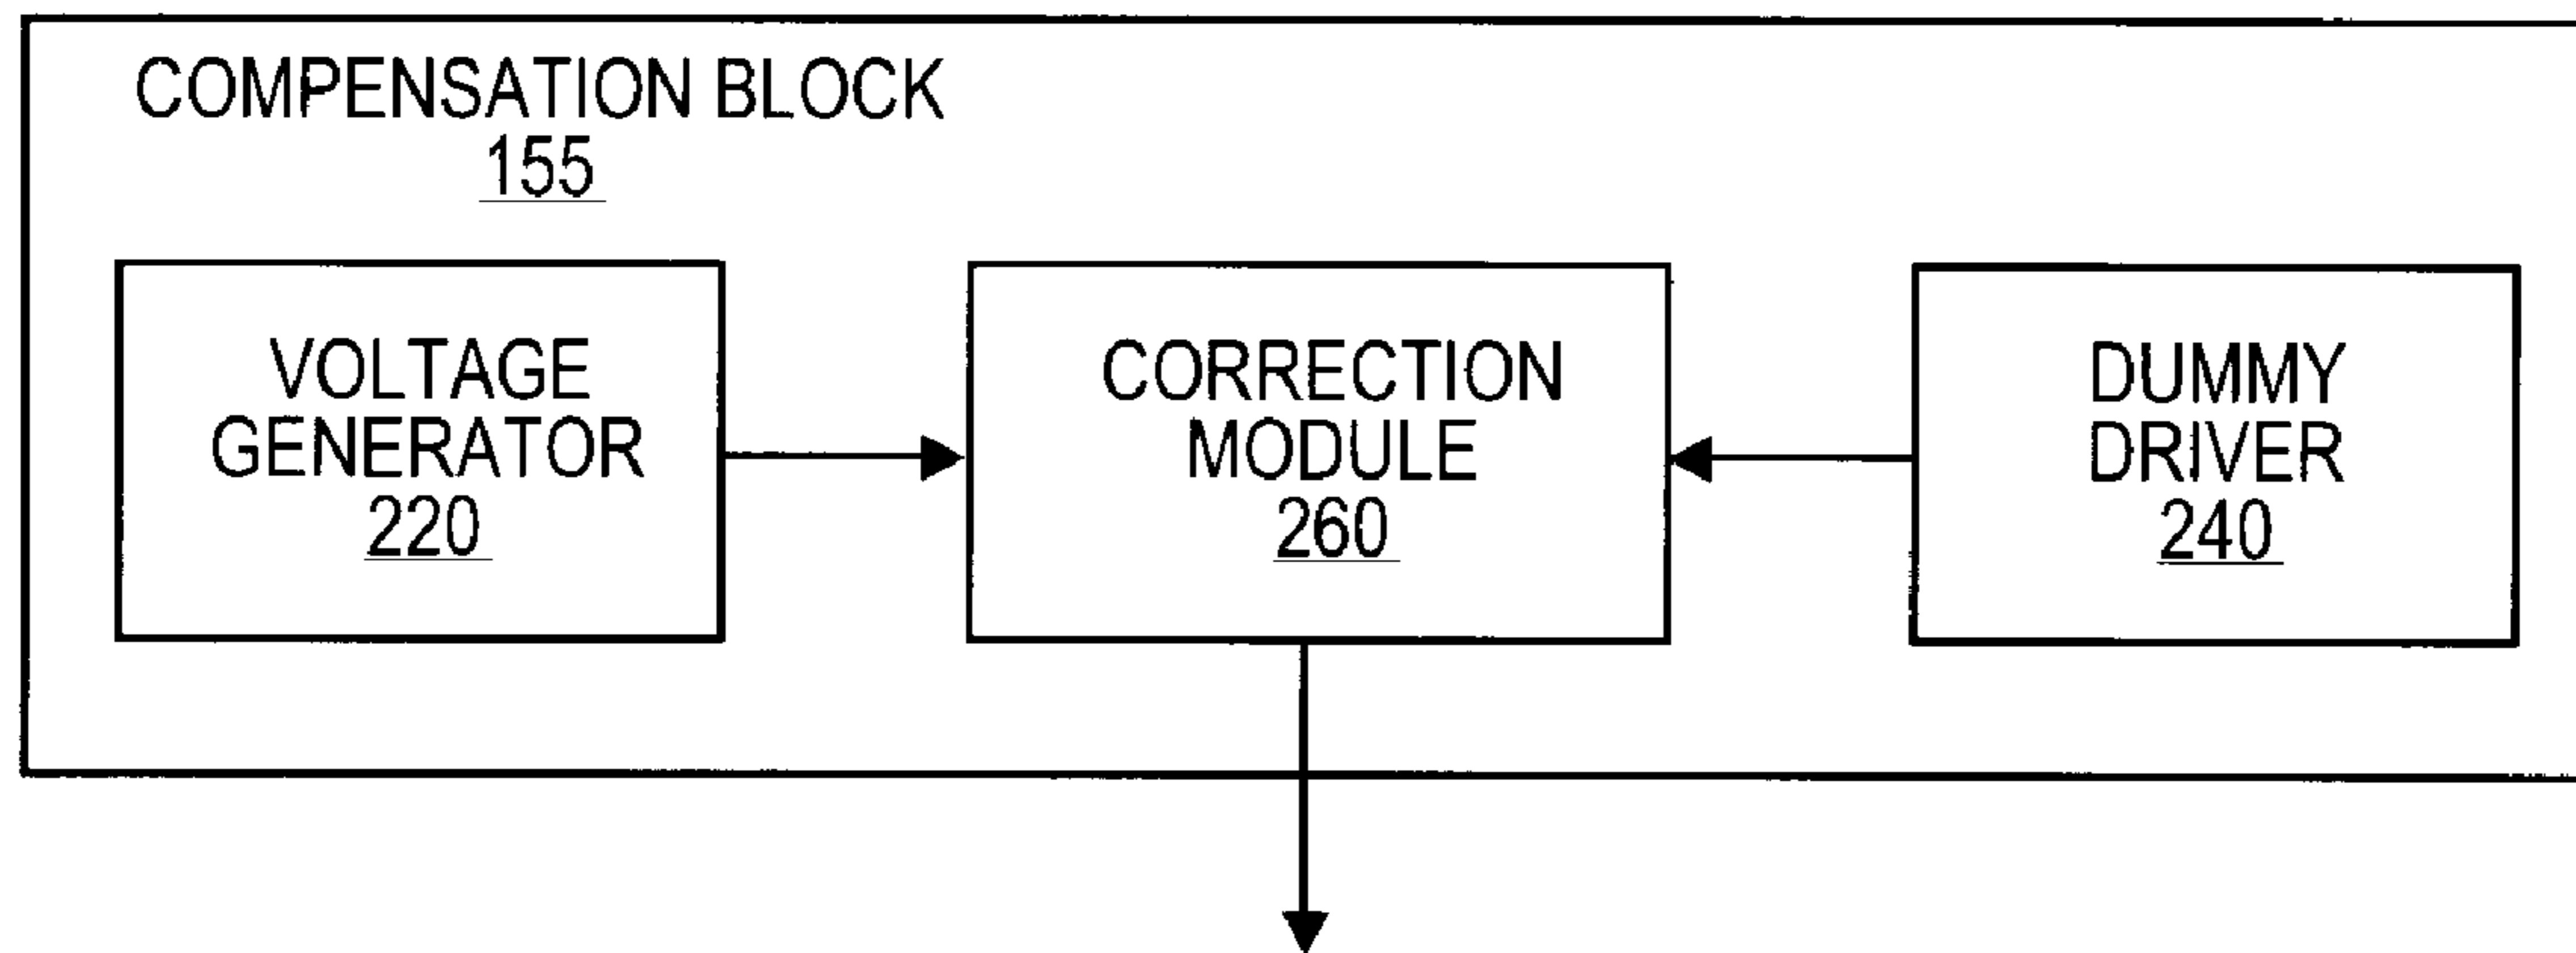 COMPENSATION BLOCK
155
VOLTAGE
GENERATOR
220
CORRECTION
MODULE
260
DUMMY
DRIVER
240